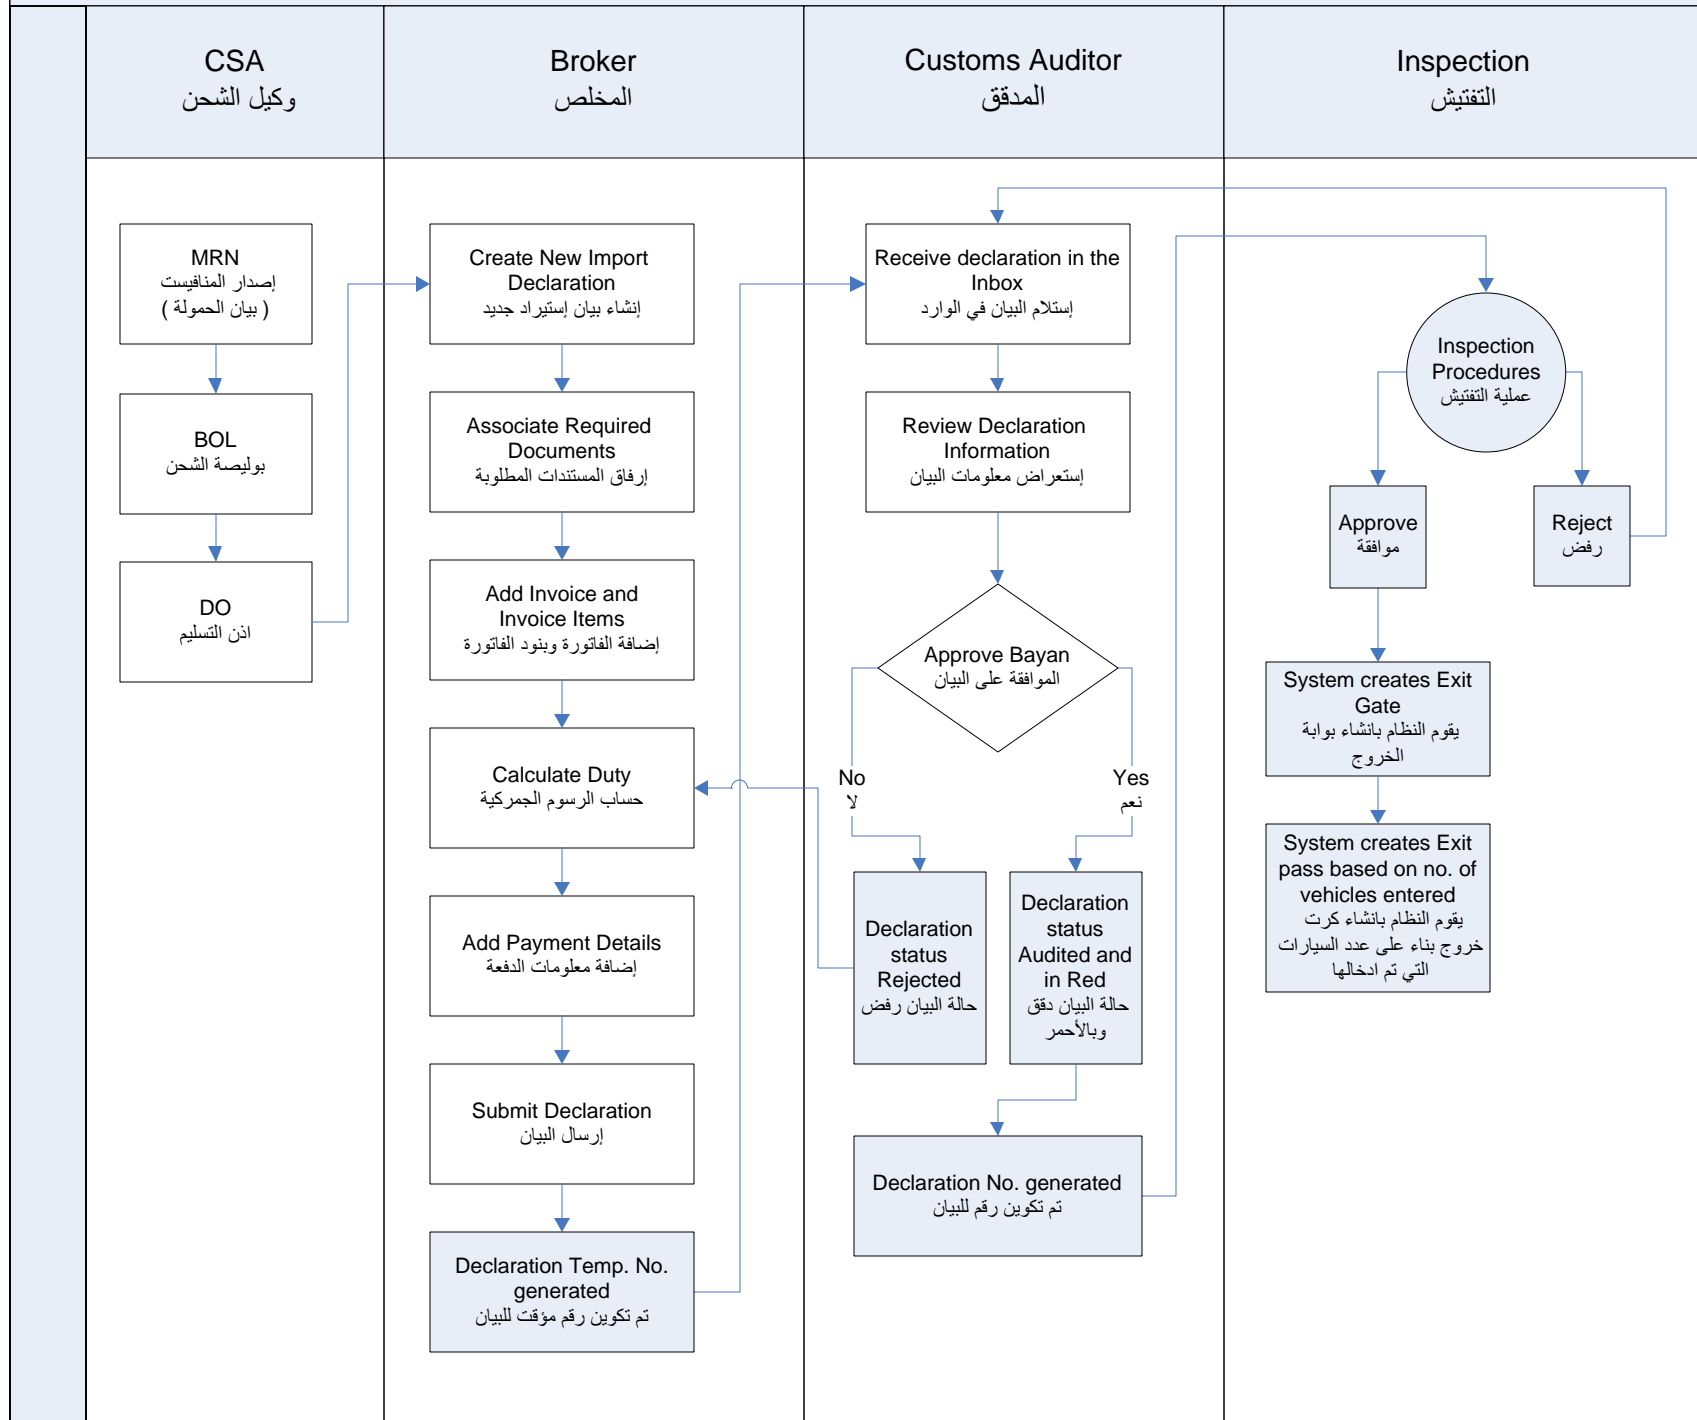 CSA
وكيل الشحن
Broker
المخلص
Customs Auditor
المدقق
Inspection
التفتيش
MRN
إصدار المنافيست
( بيان الحمولة )
BOL
بوليصة الشحن
DO
اذن التسليم
Create New Import
Declaration
إنشاء بيان إستيراد جديد
Associate Required
Documents
إرفاق المستندات المطلوبة
Add Invoice and
Invoice Items
إضافة الفاتورة وبنود الفاتورة
Calculate Duty
حساب الرسوم الجمركية
Add Payment Details
إضافة معلومات الدفعة
Submit Declaration
إرسال البيان
Declaration Temp. No.
generated
تم تكوين رقم مؤقت للبيان
Receive declaration in the
Inbox
إستلام البيان في الوارد
Review Declaration
Information
إستعراض معلومات البيان
Approve Bayan
الموافقة على البيان
No
لا
Yes
نعم
Declaration
status
Rejected
حالة البيان رفض
Declaration
status
Audited and
in Red
حالة البيان دقق
وبالأحمر
Declaration No. generated
تم تكوين رقم للبيان
Inspection
Procedures
عملية التفتيش
Approve
موافقة
Reject
رفض
System creates Exit
Gate
يقوم النظام بانشاء بوابة
الخروج
System creates Exit
pass based on no. of
vehicles entered
يقوم النظام بانشاء كرت
خروج بناء على عدد السيارات
التي تم ادخالها